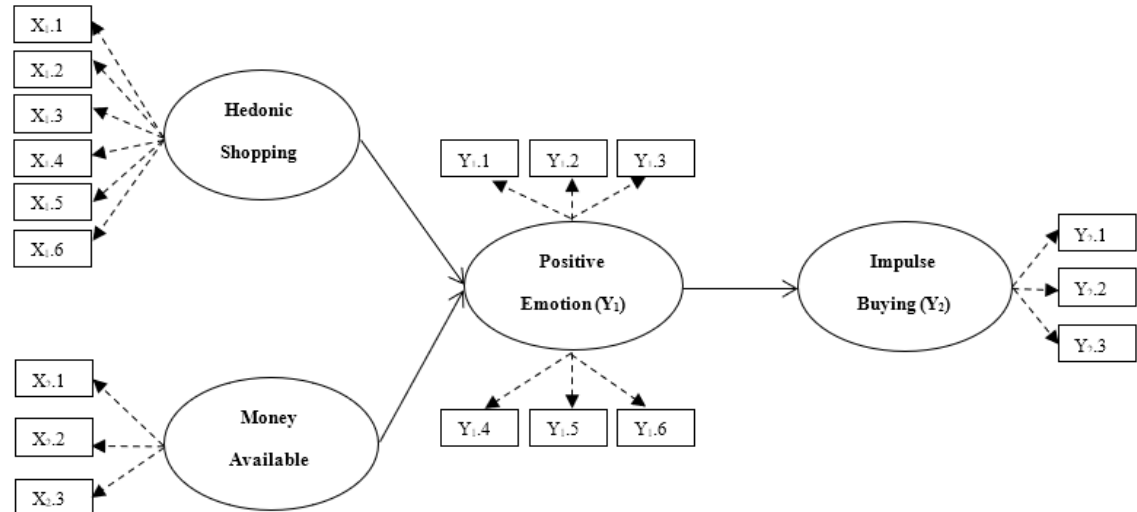 X₁.1
X₁.2
X₁.3
X₁.4
X₁.5
X₁.6
Hedonic
Shopping
Y₁.1
Y₁.2
Y₁.3
Positive
Emotion (Y₁)
Y₁.4
Y₁.5
Y₁.6
Impulse
Buying (Y₂)
Y₂.1
Y₂.2
Y₂.3
X₂.1
X₂.2
X₂.3
Money
Available